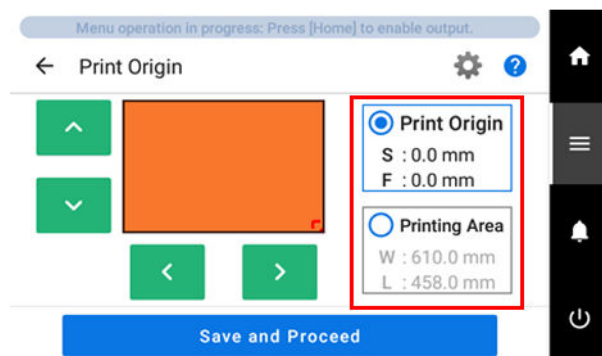 Menu operation in progress: Press [Home] to enable output.
Print Origin
?
Print Origin
S : 0.0 mm
F : 0.0 mm
Printing Area
W : 610.0 mm
L : 458.0 mm
Save and Proceed